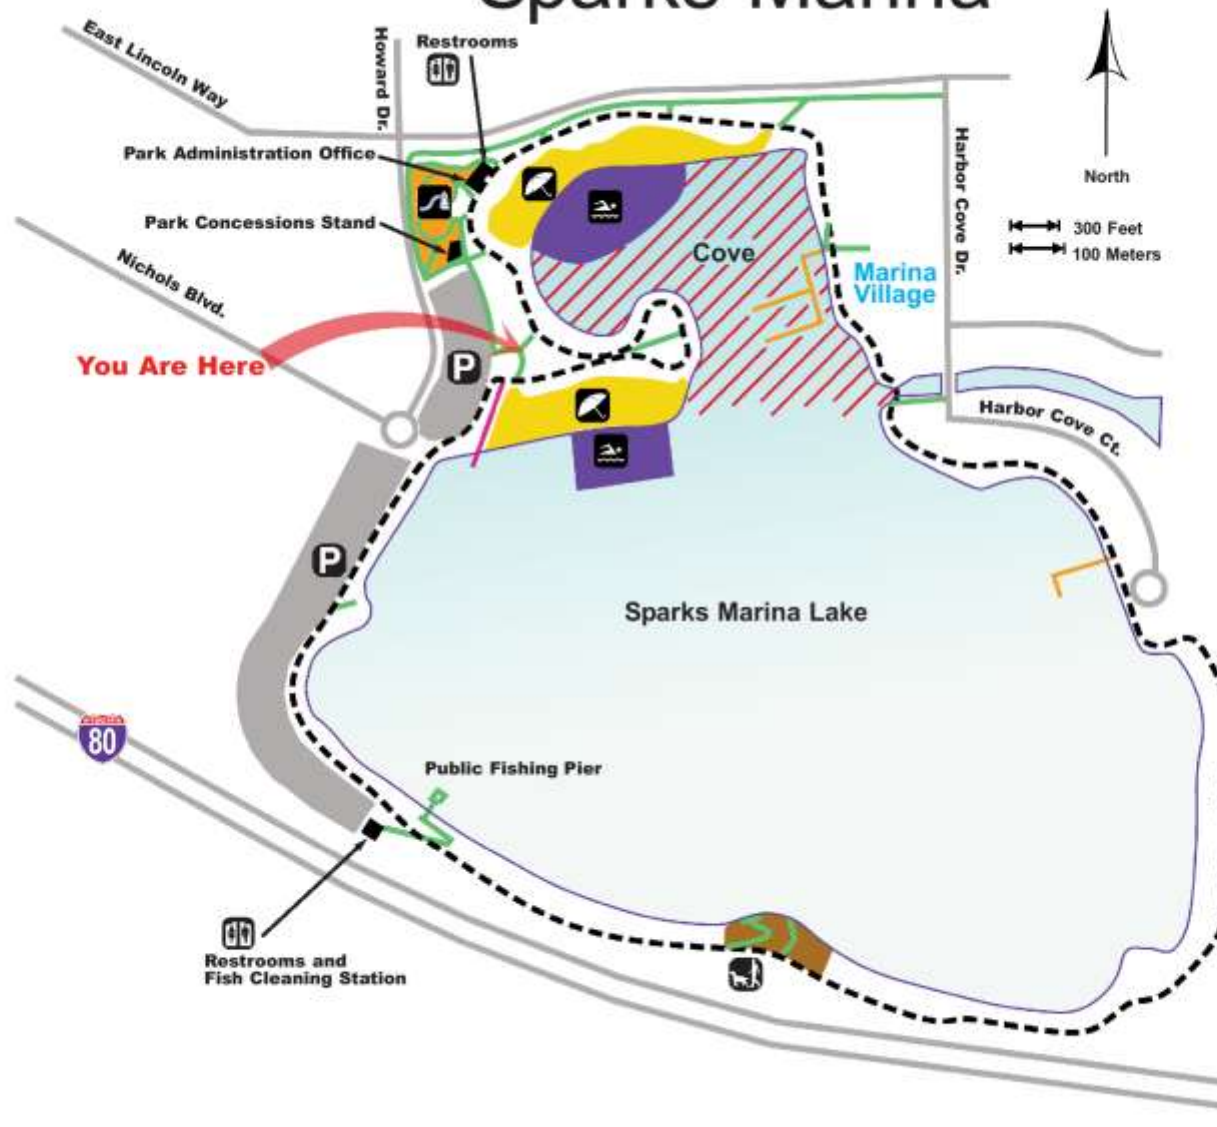 Sparks Marina
East Lincoln Way
Howard Dr.
Restrooms
Park Administration Office
Park Concessions Stand
Nichols Blvd.
You Are Here
P
Cove
Marina
Village
Harbor Cove Dr.
North
300 Feet
100 Meters
Harbor Cove Ct.
P
Sparks Marina Lake
80
Public Fishing Pier
Restrooms and
Fish Cleaning Station